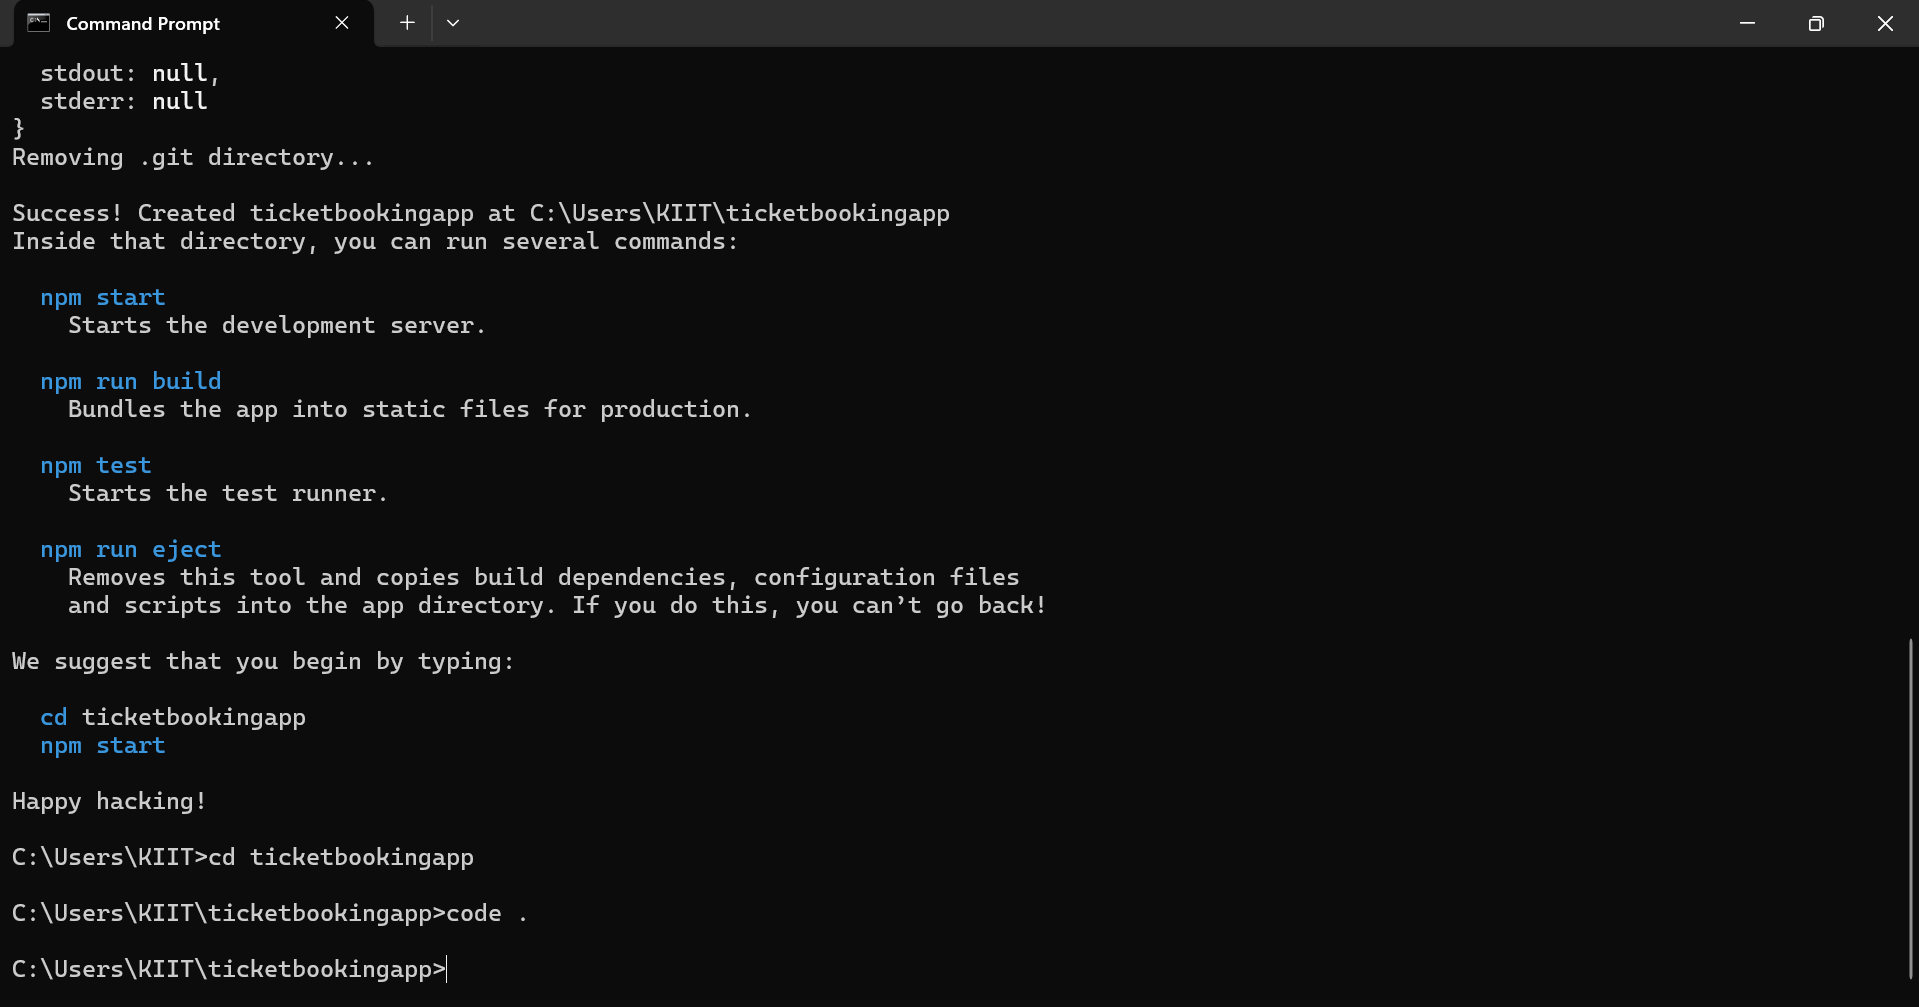 Command Prompt
stdout: null,
stderr: null
}
Removing .git directory...
Success! Created ticketbookingapp at C:\Users\KIIT\ticketbookingapp
Inside that directory, you can run several commands:
npm start
Starts the development server.
npm run build
Bundles the app into static files for production.
npm test
Starts the test runner.
npm run eject
Removes this tool and copies build dependencies, configuration files
and scripts into the app directory. If you do this, you can’t go back!
We suggest that you begin by typing:
cd ticketbookingapp
npm start
Happy hacking!
C:\Users\KIIT>cd ticketbookingapp
C:\Users\KIIT\ticketbookingapp>code .
C:\Users\KIIT\ticketbookingapp>